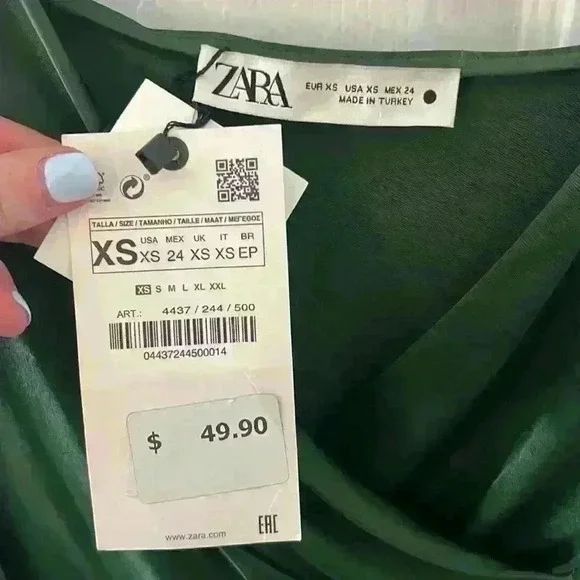 ZARA
EUR XS USA XS MEX 24
MADE IN TURKEY
TALLA / SIZE / TAMANHO / TAILLE / MAAT / ΜΕΓΕΘΟΣ
XS
USA MEX UK IT BR
XS 24 XS XS EP
XS S M L XL XXL
ART.: 4437 / 244 / 500
04437244500014
$ 49.90
www.zara.com
EAC